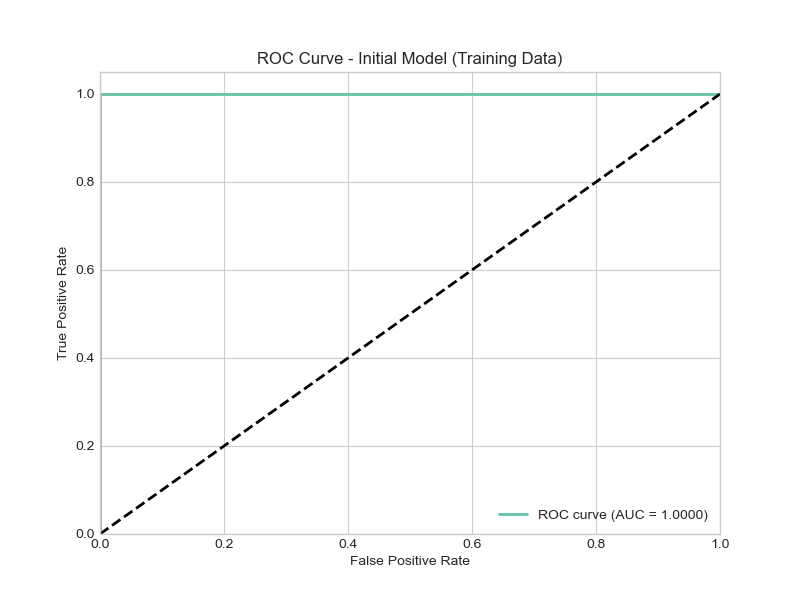 ROC Curve - Initial Model (Training Data)
True Positive Rate
1.0
0.8
0.6
0.4
0.2
0.0
0.0 0.2 0.4 0.6 0.8 1.0
False Positive Rate
ROC curve (AUC = 1.0000)